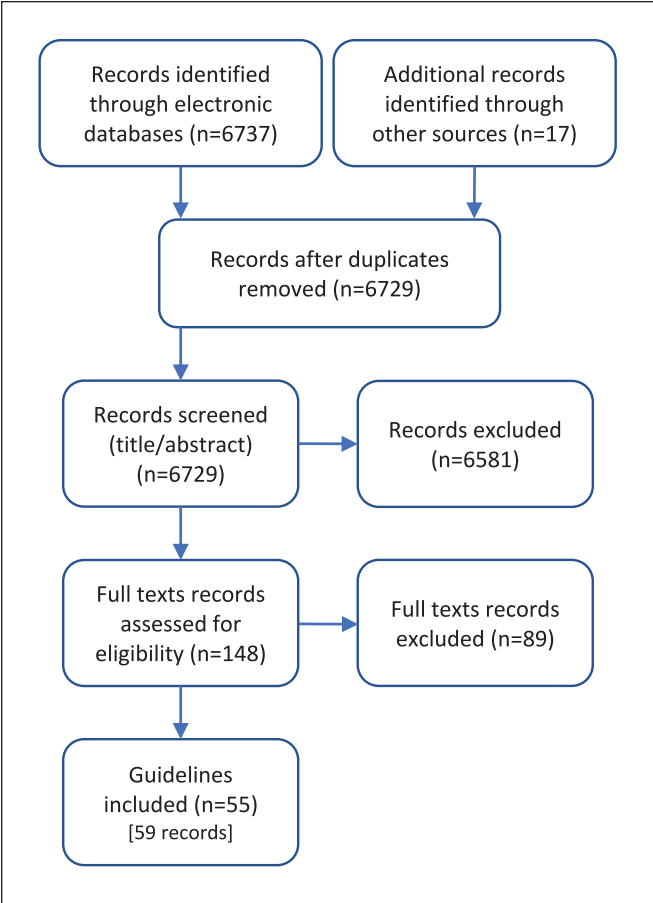 Records identified
through electronic
databases (n=6737)
Additional records
identified through
other sources (n=17)
Records after duplicates
removed (n=6729)
Records screened
(title/abstract)
(n=6729)
Records excluded
(n=6581)
Full texts records
assessed for
eligibility (n=148)
Full texts records
excluded (n=89)
Guidelines
included (n=55)
[59 records]